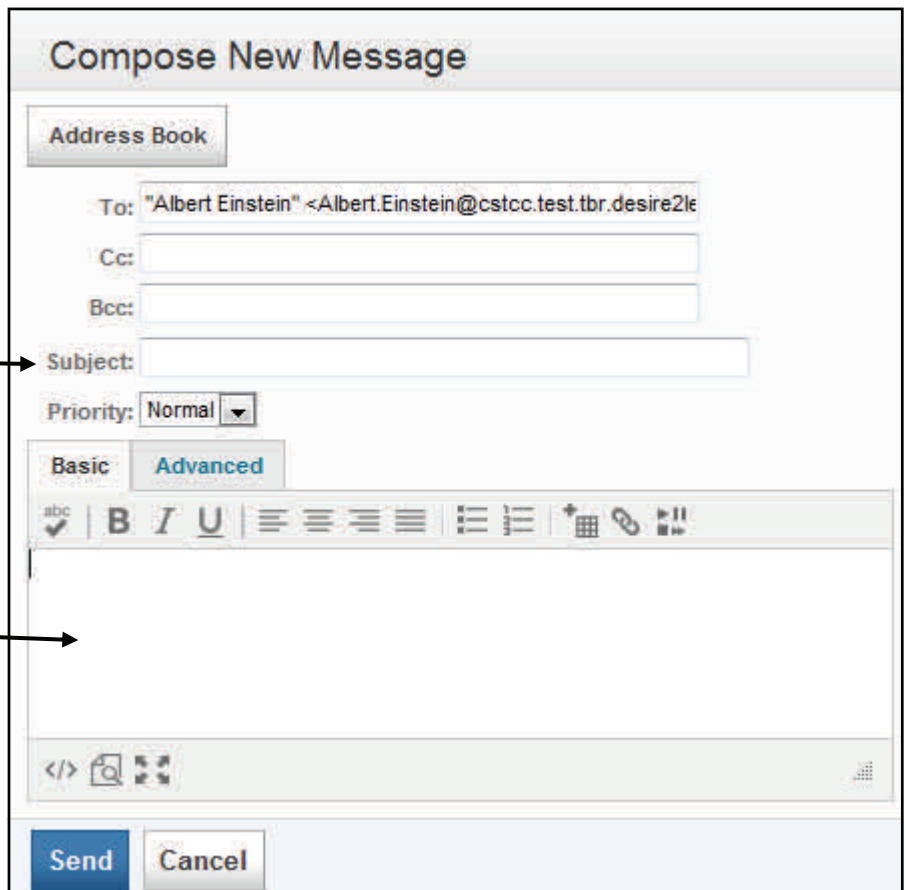 Compose New Message
Address Book
To: "Albert Einstein" <Albert.Einstein@cstcc.test.tbr.desire2le
Cc:
Bcc:
Subject:
Priority: Normal
Basic Advanced
abc B I U
</>
Send Cancel